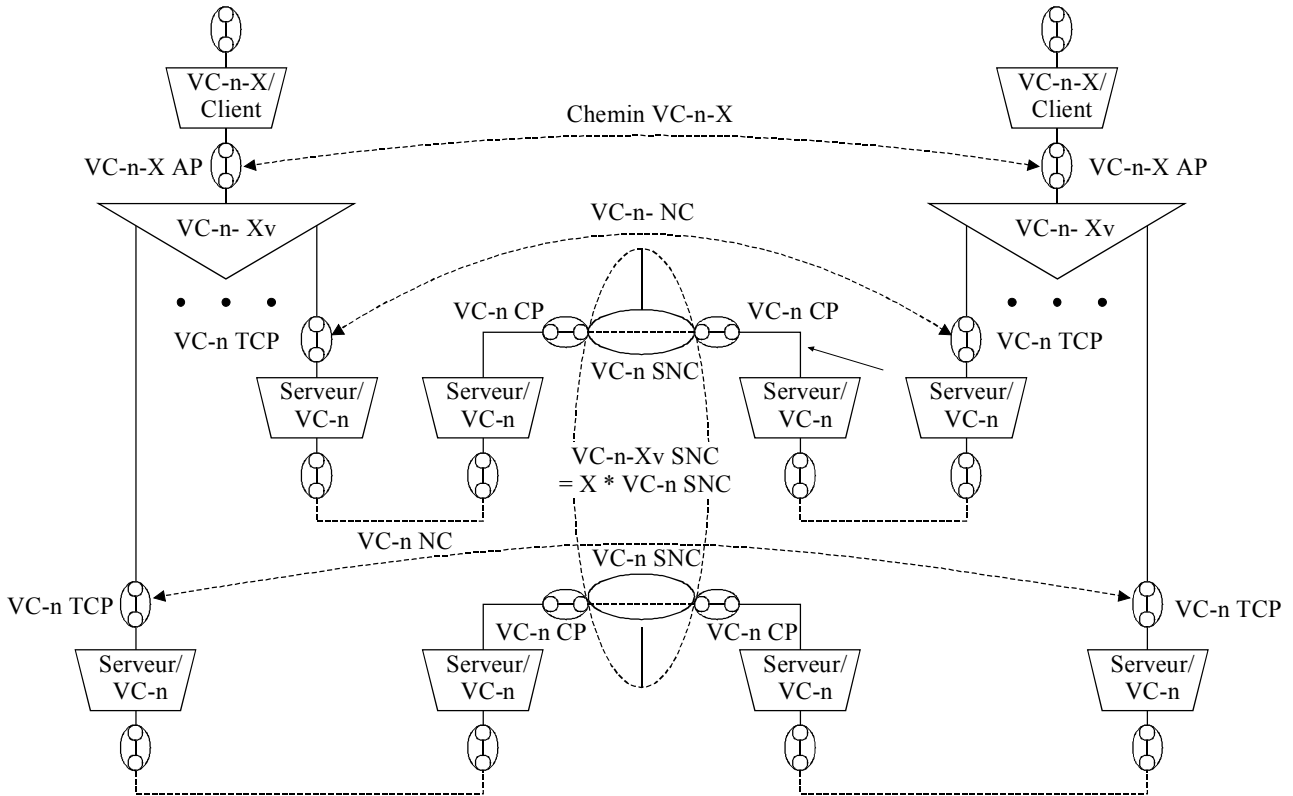 VC-n-X/
Client
VC-n-X/
Client
Chemin VC-n-X
VC-n-X AP
VC-n-X AP
VC-n- Xv
VC-n- NC
VC-n- Xv
VC-n CP
VC-n CP
VC-n TCP
VC-n TCP
VC-n SNC
Serveur/
VC-n
Serveur/
VC-n
Serveur/
VC-n
Serveur/
VC-n
VC-n-Xv SNC
= X * VC-n SNC
VC-n NC
VC-n SNC
VC-n TCP
VC-n TCP
VC-n CP
VC-n CP
Serveur/
VC-n
Serveur/
VC-n
Serveur/
VC-n
Serveur/
VC-n